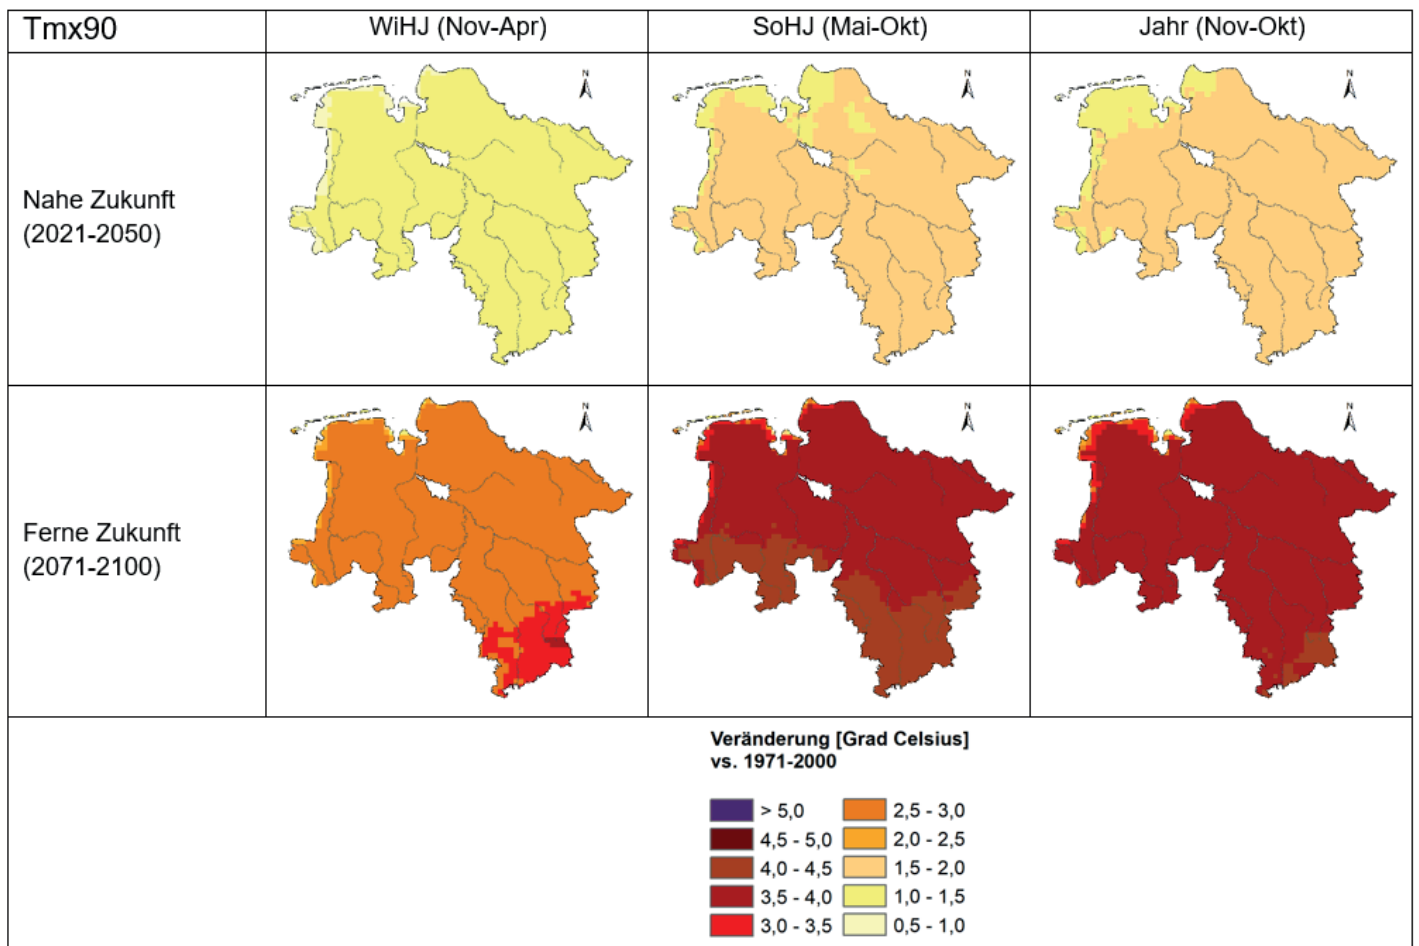 Tmx90
WiHJ (Nov-Apr)
SoHJ (Mai-Okt)
Jahr (Nov-Okt)
Nahe Zukunft
(2021-2050)
N
N
N
Ferne Zukunft
(2071-2100)
N
N
N
Veränderung [Grad Celsius]
vs. 1971-2000
> 5,0
4,5 - 5,0
4,0 - 4,5
3,5 - 4,0
3,0 - 3,5
2,5 - 3,0
2,0 - 2,5
1,5 - 2,0
1,0 - 1,5
0,5 - 1,0